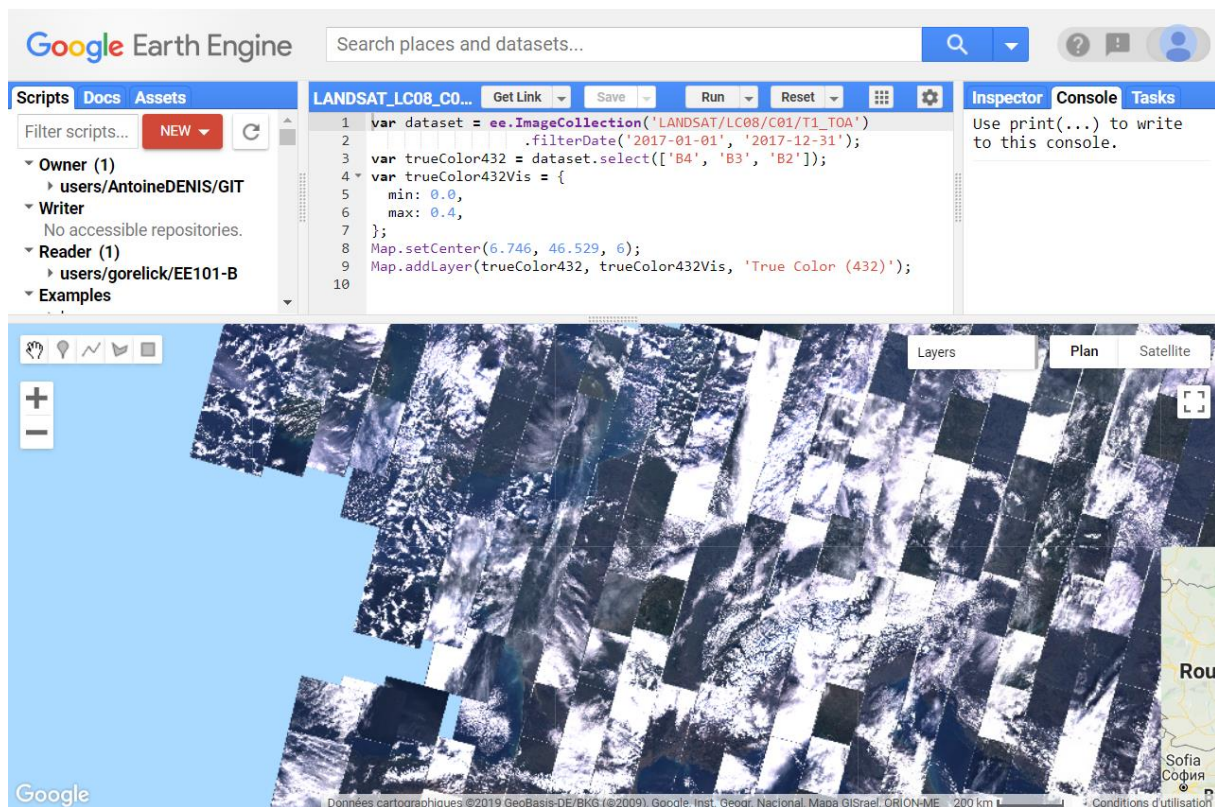 Google Earth Engine
Search places and datasets...
Scripts Docs Assets
Filter scripts... NEW
Owner (1)
users/AntoineDENIS/GIT
Writer
No accessible repositories.
Reader (1)
users/gorelick/EE101-B
Examples
LANDSAT_LC08_C0... Get Link Save Run Reset
1 var dataset = ee.ImageCollection('LANDSAT/LC08/C01/T1_TOA')
2 .filterDate('2017-01-01', '2017-12-31');
3 var trueColor432 = dataset.select(['B4', 'B3', 'B2']);
4 var trueColor432Vis = {
5 min: 0.0,
6 max: 0.4,
7 };
8 Map.setCenter(6.746, 46.529, 6);
9 Map.addLayer(trueColor432, trueColor432Vis, 'True Color (432)');
10
Inspector Console Tasks
Use print(...) to write
to this console.
Layers Plan Satellite
Rou
Sofia
София
Google
Données cartographiques ©2019 GeoBasis-DE/BKG (©2009), Google, Inst. Geogr. Nacional, Mapa GISrael, ORION-ME 200 km Conditions d'utilisation